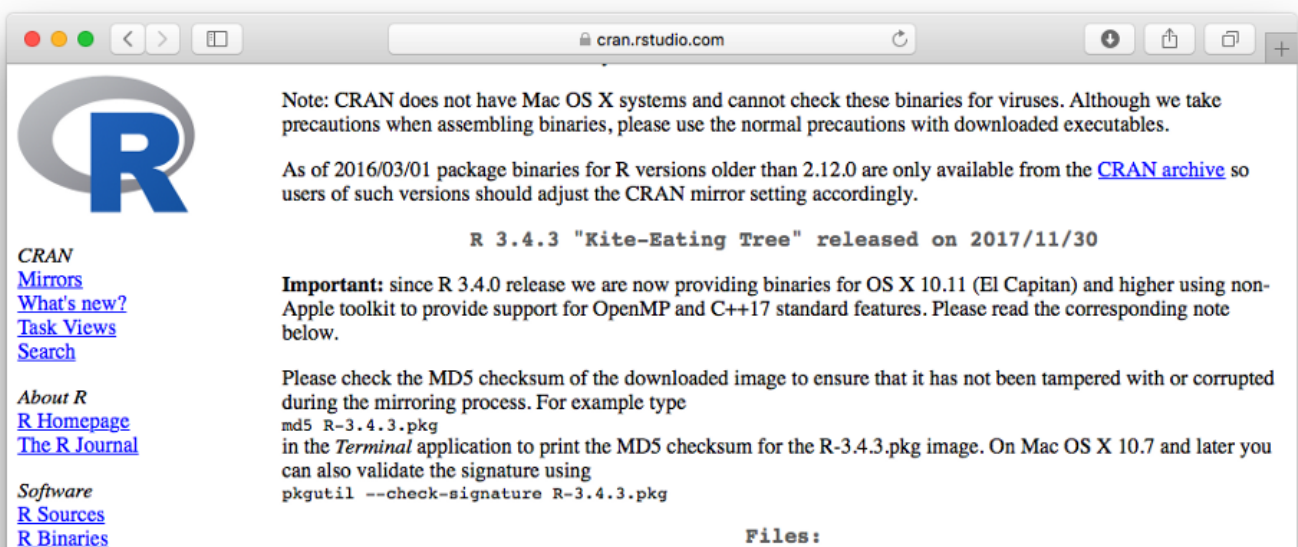 cran.rstudio.com
R
CRAN
Mirrors
What's new?
Task Views
Search
About R
R Homepage
The R Journal
Software
R Sources
R Binaries
Note: CRAN does not have Mac OS X systems and cannot check these binaries for viruses. Although we take
precautions when assembling binaries, please use the normal precautions with downloaded executables.
As of 2016/03/01 package binaries for R versions older than 2.12.0 are only available from the CRAN archive so
users of such versions should adjust the CRAN mirror setting accordingly.
R 3.4.3 "Kite-Eating Tree" released on 2017/11/30
Important: since R 3.4.0 release we are now providing binaries for OS X 10.11 (El Capitan) and higher using non-
Apple toolkit to provide support for OpenMP and C++17 standard features. Please read the corresponding note
below.
Please check the MD5 checksum of the downloaded image to ensure that it has not been tampered with or corrupted
during the mirroring process. For example type
md5 R-3.4.3.pkg
in the Terminal application to print the MD5 checksum for the R-3.4.3.pkg image. On Mac OS X 10.7 and later you
can also validate the signature using
pkgutil --check-signature R-3.4.3.pkg
Files: